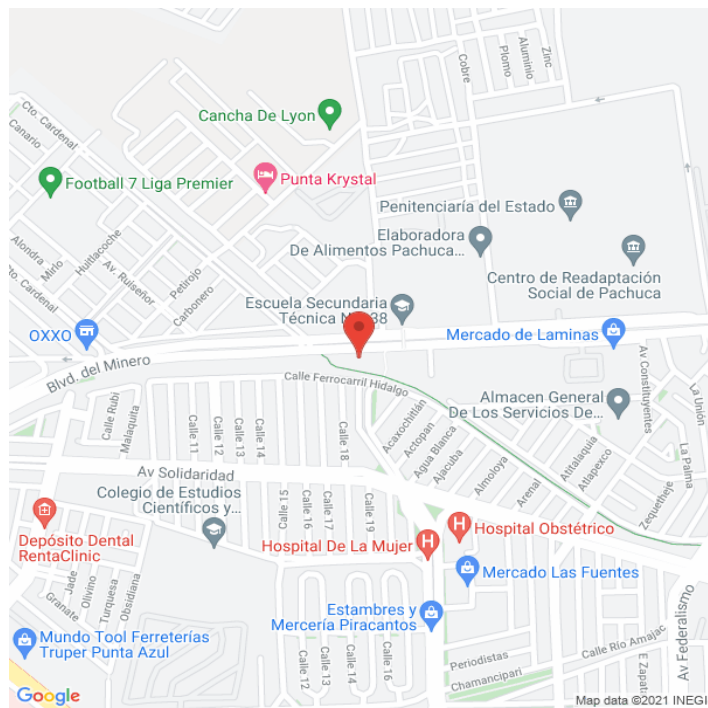 Zinc
Aluminio
Plomo
Cobre
Cto. Cardenal
Canario
Cancha De Lyon
Football 7 Liga Premier
Punta Krystal
Penitenciaría del Estado
Elaboradora
De Alimentos Pachuca...
Centro de Readaptación
Social de Pachuca
Alondra
Mirlo
Huitlacoche
Cto. Cardenal
Av. Ruiseñor
Petirojo
Carbonero
Escuela Secundaria
Técnica N
38
OXXO
Mercado de Laminas
Blvd. del Minero
Calle Ferrocarril Hidalgo
Av Constituyentes
La Unión
Almacen General
De Los Servicios De...
Calle Rubí
Malaquita
Calle 11
Calle 12
Calle 13
Calle 14
Calle 18
Acaxochitlán
Actopan
Agua Blanca
Ajacuba
Almoloya
Arenal
Atitalaquia
Atlapexco
La Palma
Zequetheje
Av Solidaridad
Colegio de Estudios
Científicos y...
Calle 15
Calle 16
Calle 17
Calle 19
Depósito Dental
RentaClinic
Hospital De La Mujer
Hospital Obstétrico
Mercado Las Fuentes
Jade
Olivino
Turquesa
Obsidiana
Granate
Estambres y
Mercería Piracantos
Mundo Tool Ferreterías
Truper Punta Azul
Calle 12
Calle 13
Calle 14
Calle 16
Periodistas
Chamancipari
Calle Río Amajac
E Zapata
Av Federalismo
Google
Map data ©2021 INEGI